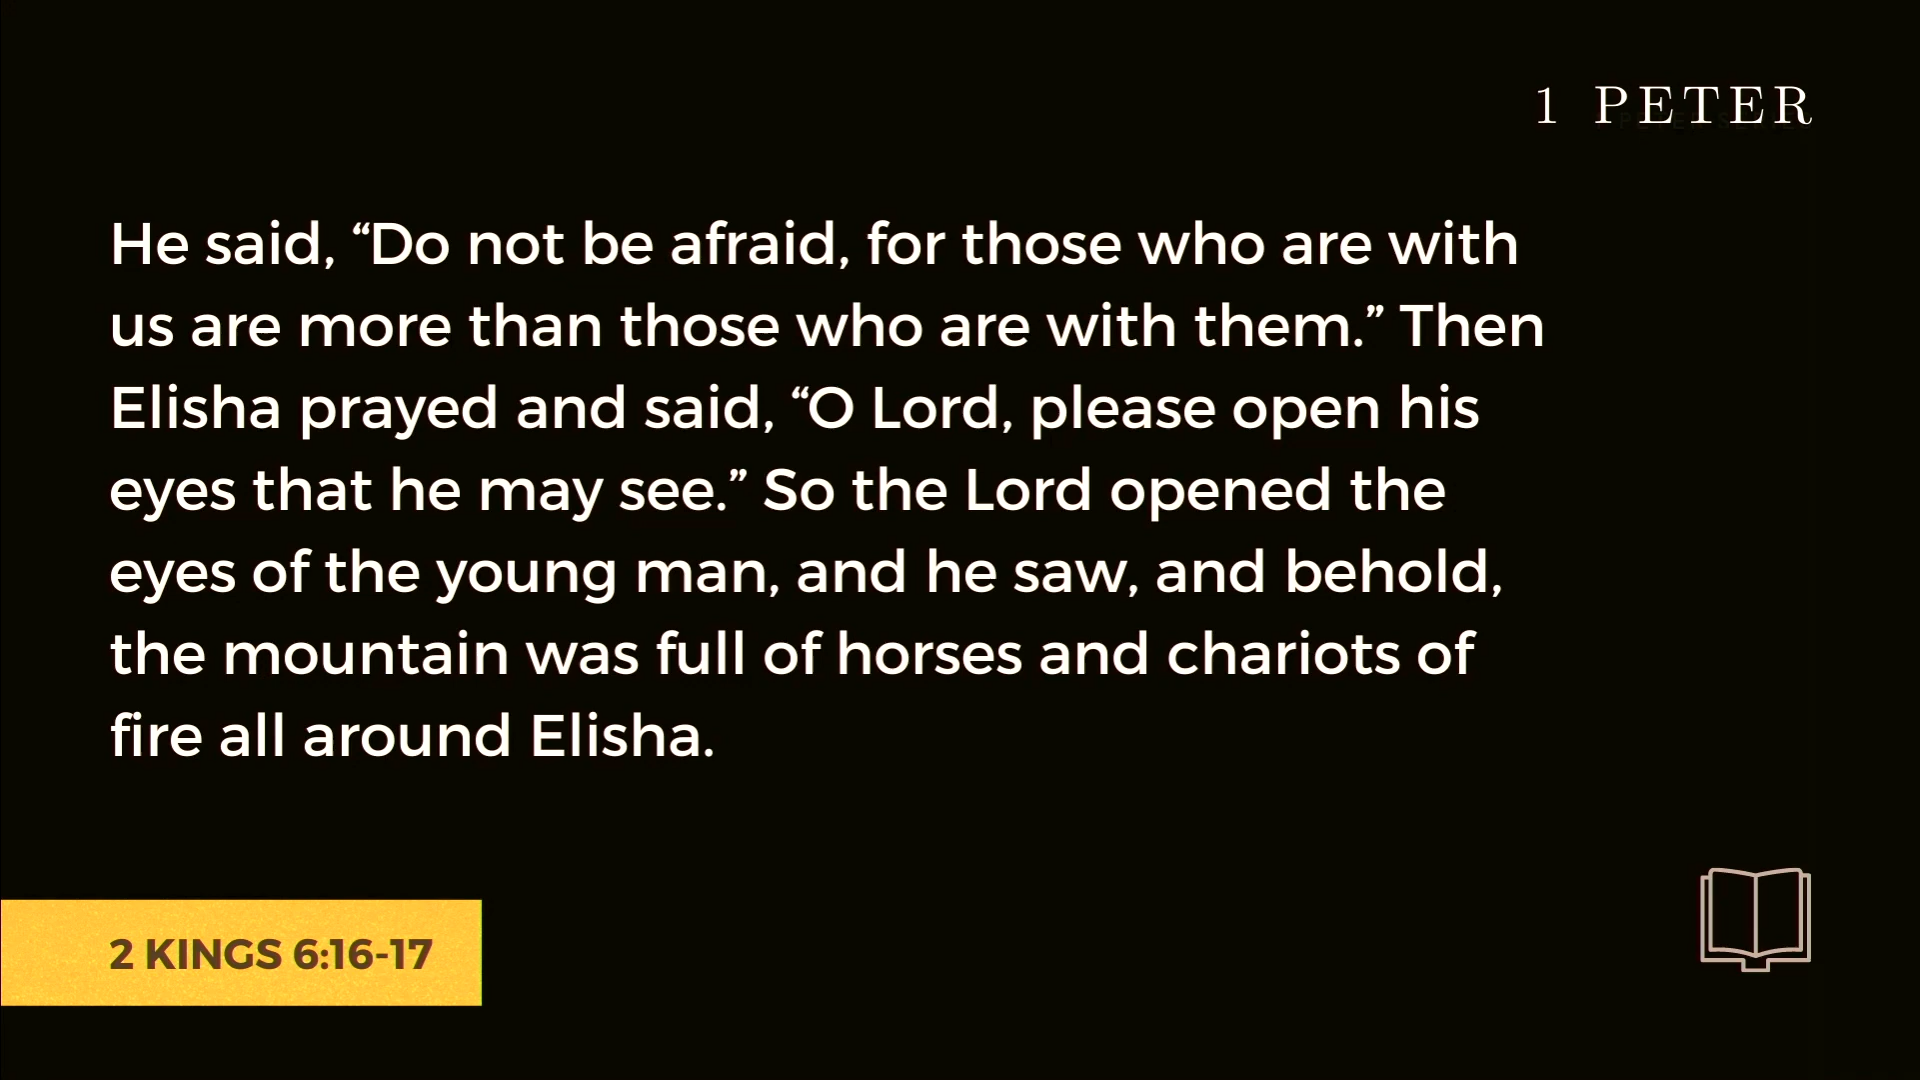 1 PETER
He said, “Do not be afraid, for those who are with
us are more than those who are with them.” Then
Elisha prayed and said, “O Lord, please open his
eyes that he may see.” So the Lord opened the
eyes of the young man, and he saw, and behold,
the mountain was full of horses and chariots of
fire all around Elisha.
2 KINGS 6:16-17